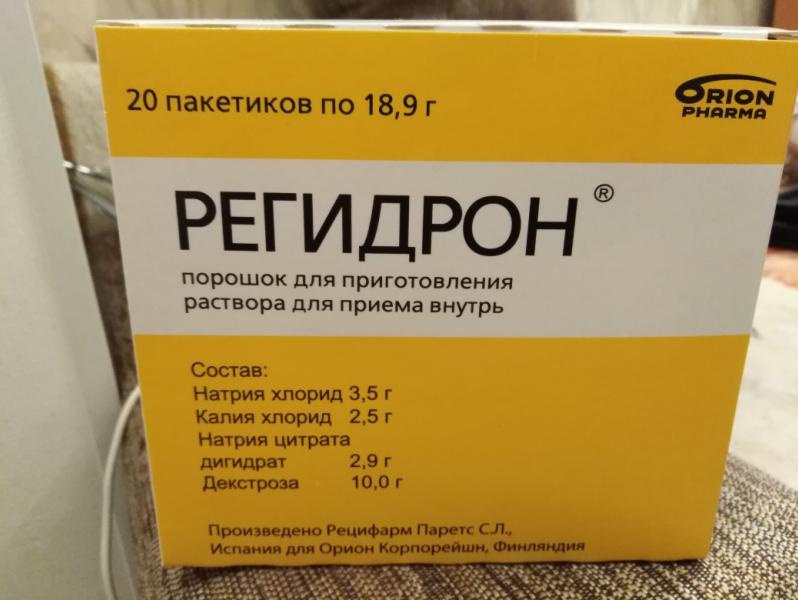 20 пакетиков по 18,9 г
ORION
PHARMA
РЕГИДРОН ®
порошок для приготовления
раствора для приема внутрь
Состав:
Натрия хлорид 3,5 г
Калия хлорид 2,5 г
Натрия цитрата
дигидрат 2,9 г
Декстроза 10,0 г
Произведено Рецифарм Паретс С.Л.,
Испания для Орион Корпорейшн, Финляндия